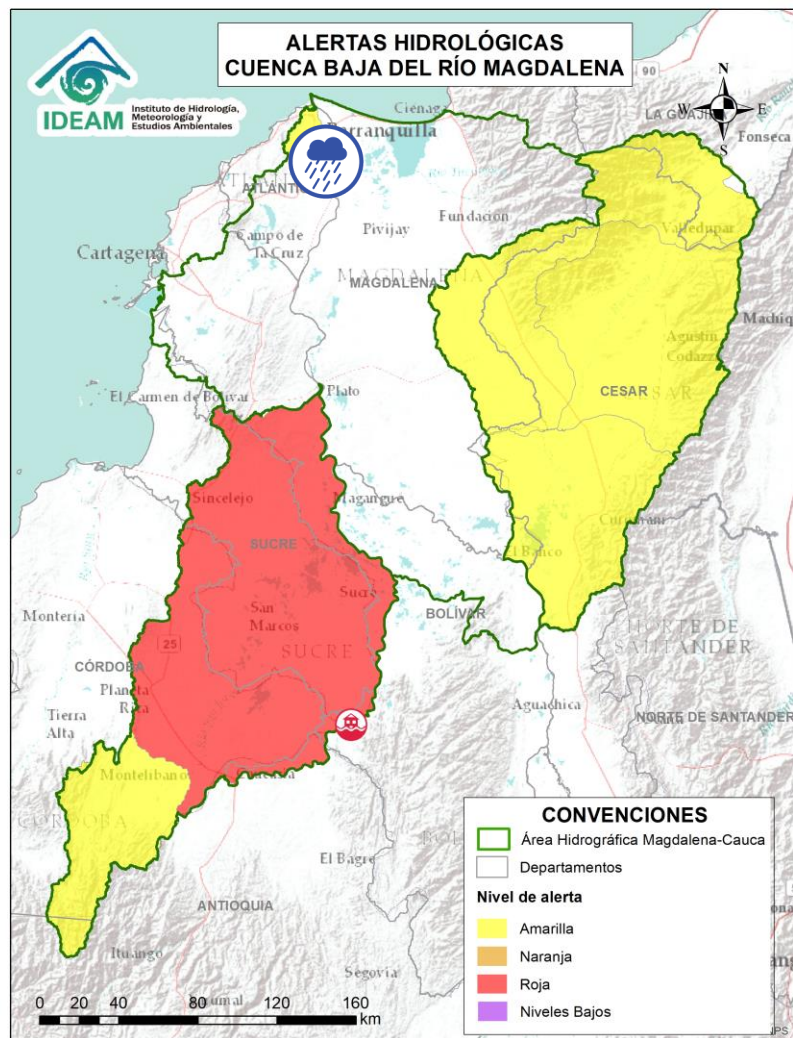 ALERTAS HIDROLÓGICAS
CUENCA BAJA DEL RÍO MAGDALENA
IDEAM
Instituto de Hidrología,
Meteorología y
Estudios Ambientales
N
W
E
S
90
Ciénaga
LA GUAJIRA
Fonseca
ATLÁNTICO
Fundación
Pivijay
Valledupar
Campo de
la Cruz
Cartagena
MAGDALENA
MAGDALENA
Agustín
Codazzi
CESAR
El Carmen de Bolívar
Plato
Sincelejo
Magangue
SUCRE
El Banco
Sucre
BOLÍVAR
San
Marcos
Montería
SUCRE
NORTE DE
SANTANDER
25
CÓRDOBA
Planeta
Rica
Aguachica
NORTE DE SANTANDER
Tierra
Alta
Montelibano
CÓRDOBA
El Bagre
ANTIOQUIA
Ituango
Segovia
0 20 40 80 120 160
km
CONVENCIONES
Área Hidrográfica Magdalena-Cauca
Departamentos
Nivel de alerta
Amarilla
Naranja
Roja
Niveles Bajos